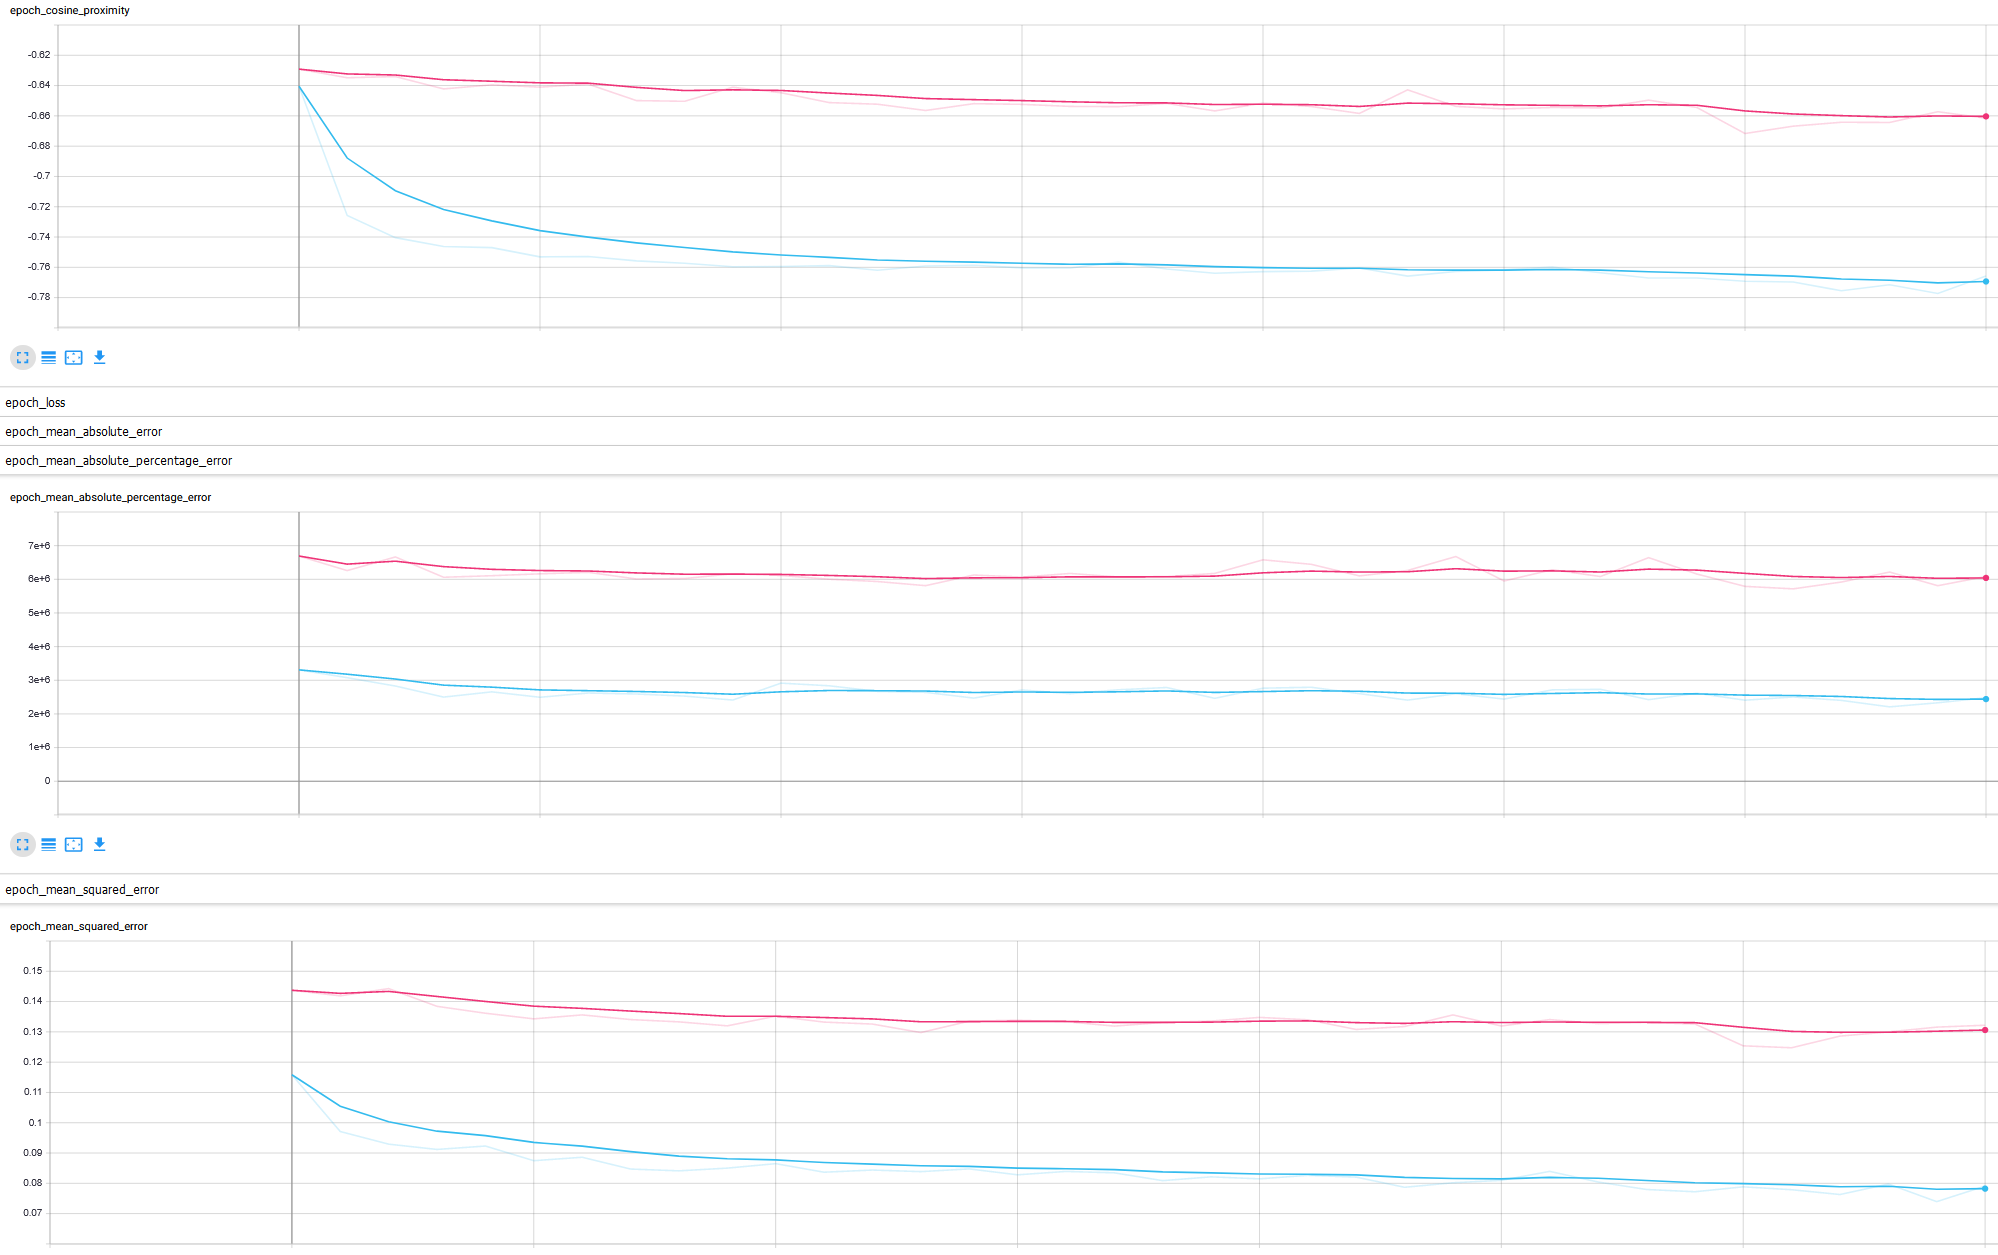 epoch_cosine_proximity
-0.62
-0.64
-0.66
-0.68
-0.7
-0.72
-0.74
-0.76
-0.78
epoch_loss
epoch_mean_absolute_error
epoch_mean_absolute_percentage_error
epoch_mean_absolute_percentage_error
7e+6
6e+6
5e+6
4e+6
3e+6
2e+6
1e+6
0
epoch_mean_squared_error
epoch_mean_squared_error
0.15
0.14
0.13
0.12
0.11
0.1
0.09
0.08
0.07